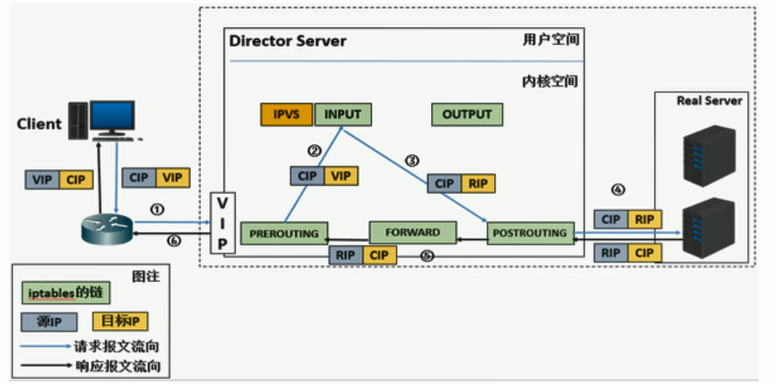 Director Server
用户空间
内核空间
IPVS
INPUT
OUTPUT
Real Server
Client
②
③
④
VIP CIP
CIP VIP
CIP VIP
CIP RIP
①
VIP
CIP RIP
PREROUTING
FORWARD
POSTROUTING
⑥
RIP CIP
⑤
RIP CIP
图注
iptables的链
源IP
目标IP
请求报文流向
响应报文流向